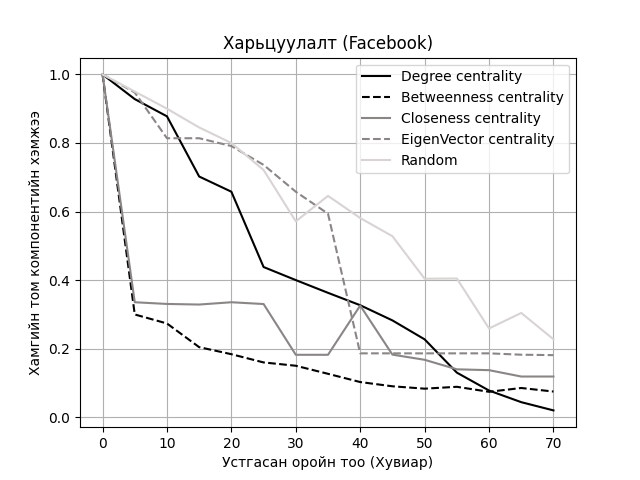 Харьцуулалт (Facebook)
Хамгийн том компонентийн хэмжээ
1.0
0.8
0.6
0.4
0.2
0.0
Degree centrality
Betweenness centrality
Closeness centrality
EigenVector centrality
Random
0 10 20 30 40 50 60 70
Устгасан оройн тоо (Хувиар)